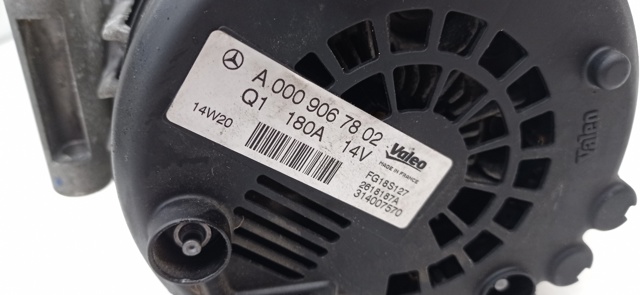 A 000 906 78 02
Q1 180A 14V
14W20
Valeo
MADE IN FRANCE
FG18S127
2618187A
314007570
Valeo